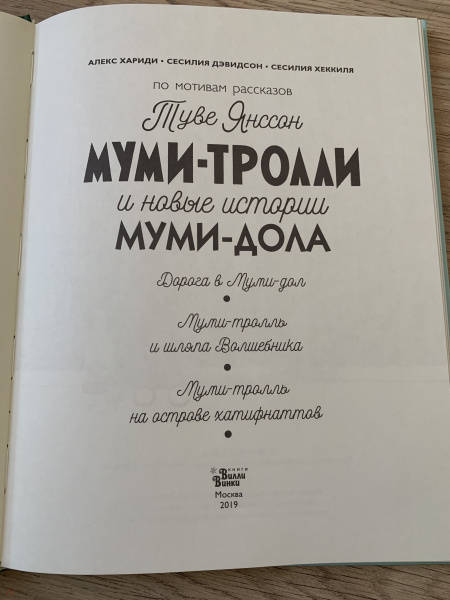 АЛЕКС ХАРИДИ • СЕСИЛИЯ ДЭВИДСОН • СЕСИЛИЯ ХЕККИЛЯ
по мотивам рассказов
Туве Янссон
МУМИ-ТРОЛЛИ
и новые истории
МУМИ-ДОЛА
Дорога в Муми-дол
•
Муми-тролль
и шляпа Волшебника
•
Муми-тролль
на острове хатифнаттов
•
КНИГИ
Вилли
Винки
Москва
2019